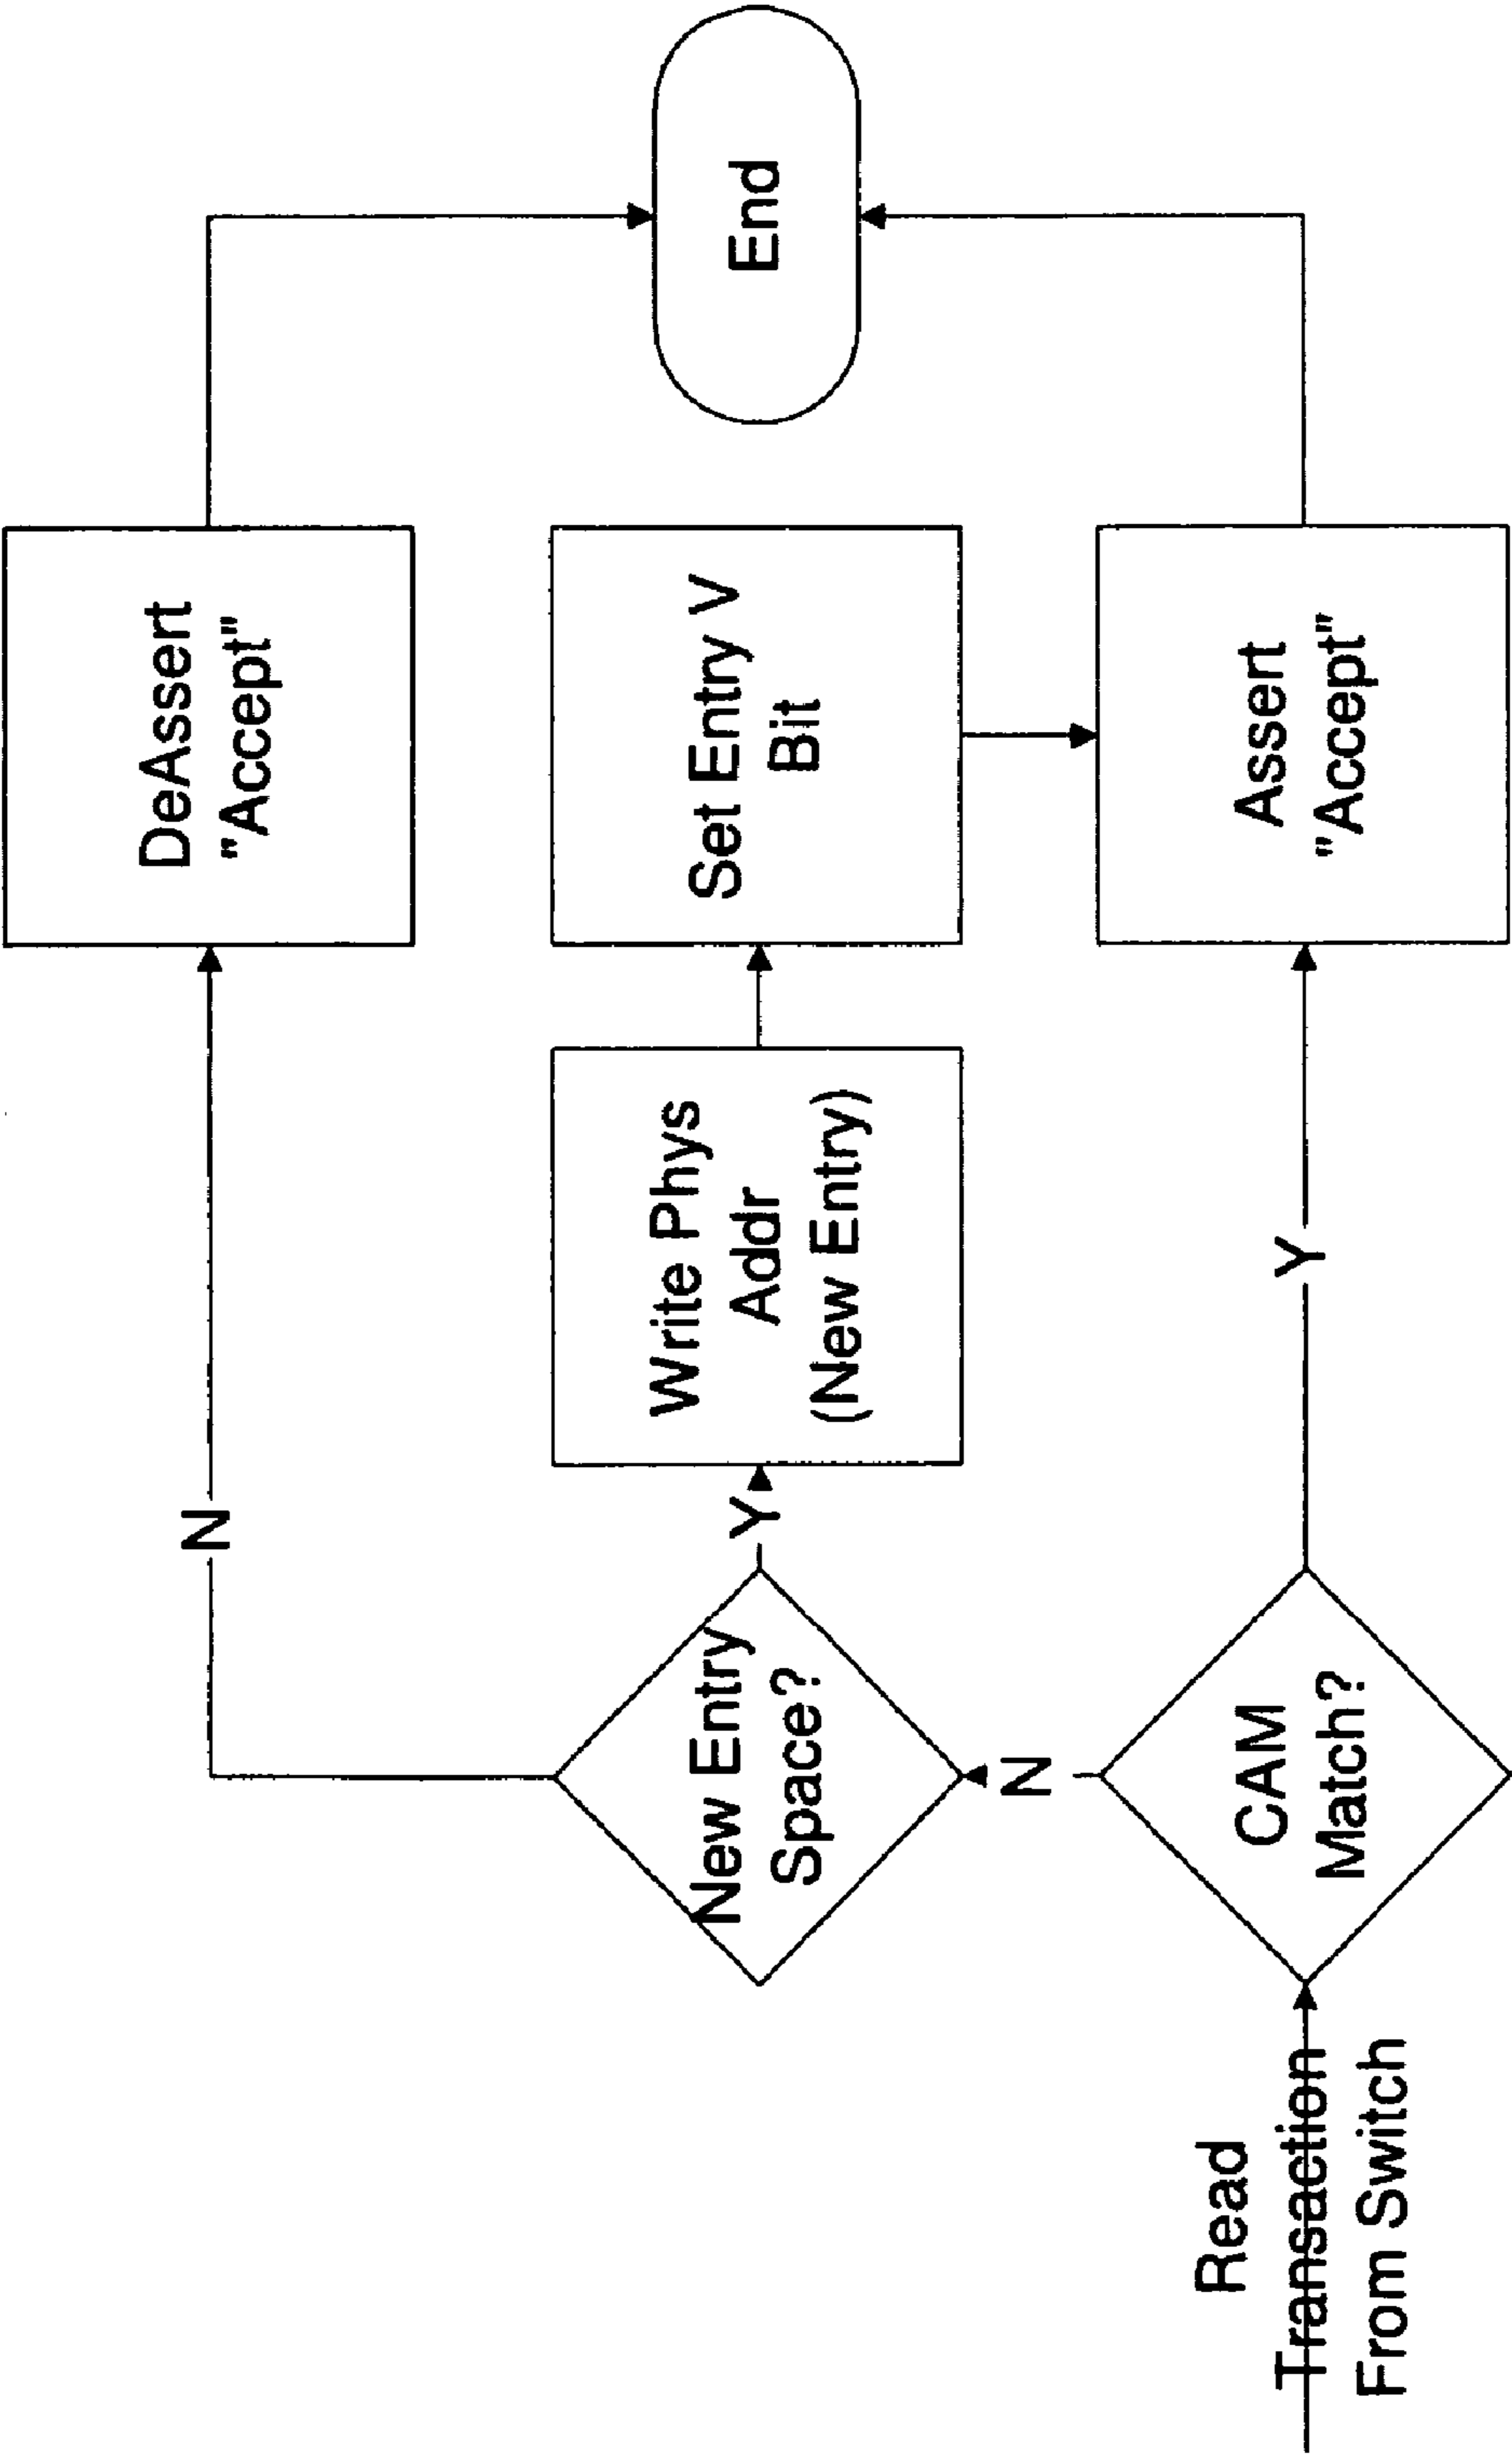 Read
Transaction
From Switch
CAM
Match?
N
Y
New Entry
Space?
N
Y
Write Phys
Addr
(New Entry)
DeAssert
"Accept"
Set Entry V
Bit
Assert
"Accept"
End